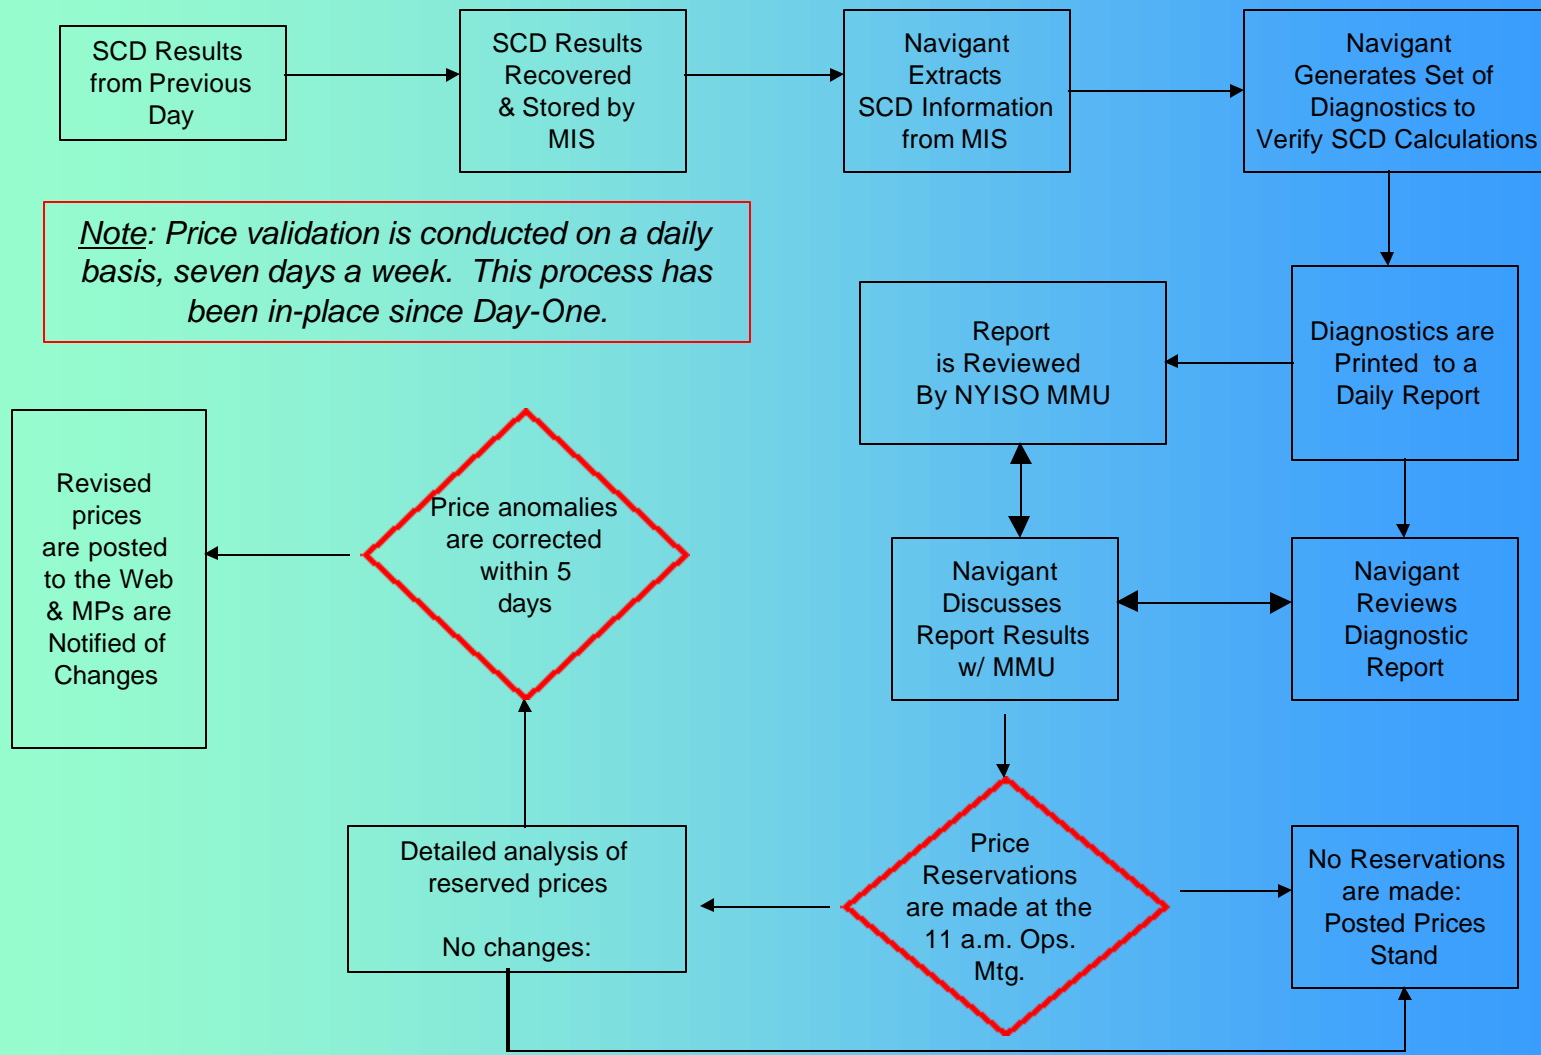 SCD Results
from Previous
Day
SCD Results
Recovered
& Stored by
MIS
Navigant
Extracts
SCD Information
from MIS
Navigant
Generates Set of
Diagnostics to
Verify SCD Calculations
Note: Price validation is conducted on a daily
basis, seven days a week. This process has
been in-place since Day-One.
Report
is Reviewed
By NYISO MMU
Diagnostics are
Printed to a
Daily Report
Revised
prices
are posted
to the Web
& MPs are
Notified of
Changes
Price anomalies
are corrected
within 5
days
Navigant
Discusses
Report Results
w/ MMU
Navigant
Reviews
Diagnostic
Report
Detailed analysis of
reserved prices
No changes:
Price
Reservations
are made at the
11 a.m. Ops.
Mtg.
No Reservations
are made:
Posted Prices
Stand